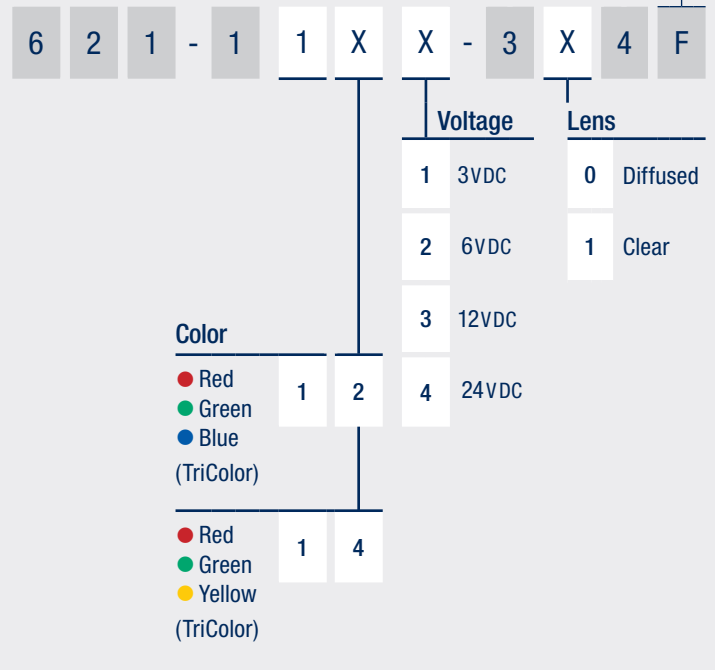 6 2 1 - 1 1 X X - 3 X 4 F
Voltage
1 3VDC
2 6VDC
3 12VDC
4 24VDC
Lens
0 Diffused
1 Clear
Color
Red
Green
Blue
(TriColor)
1 2
Red
Green
Yellow
(TriColor)
1 4